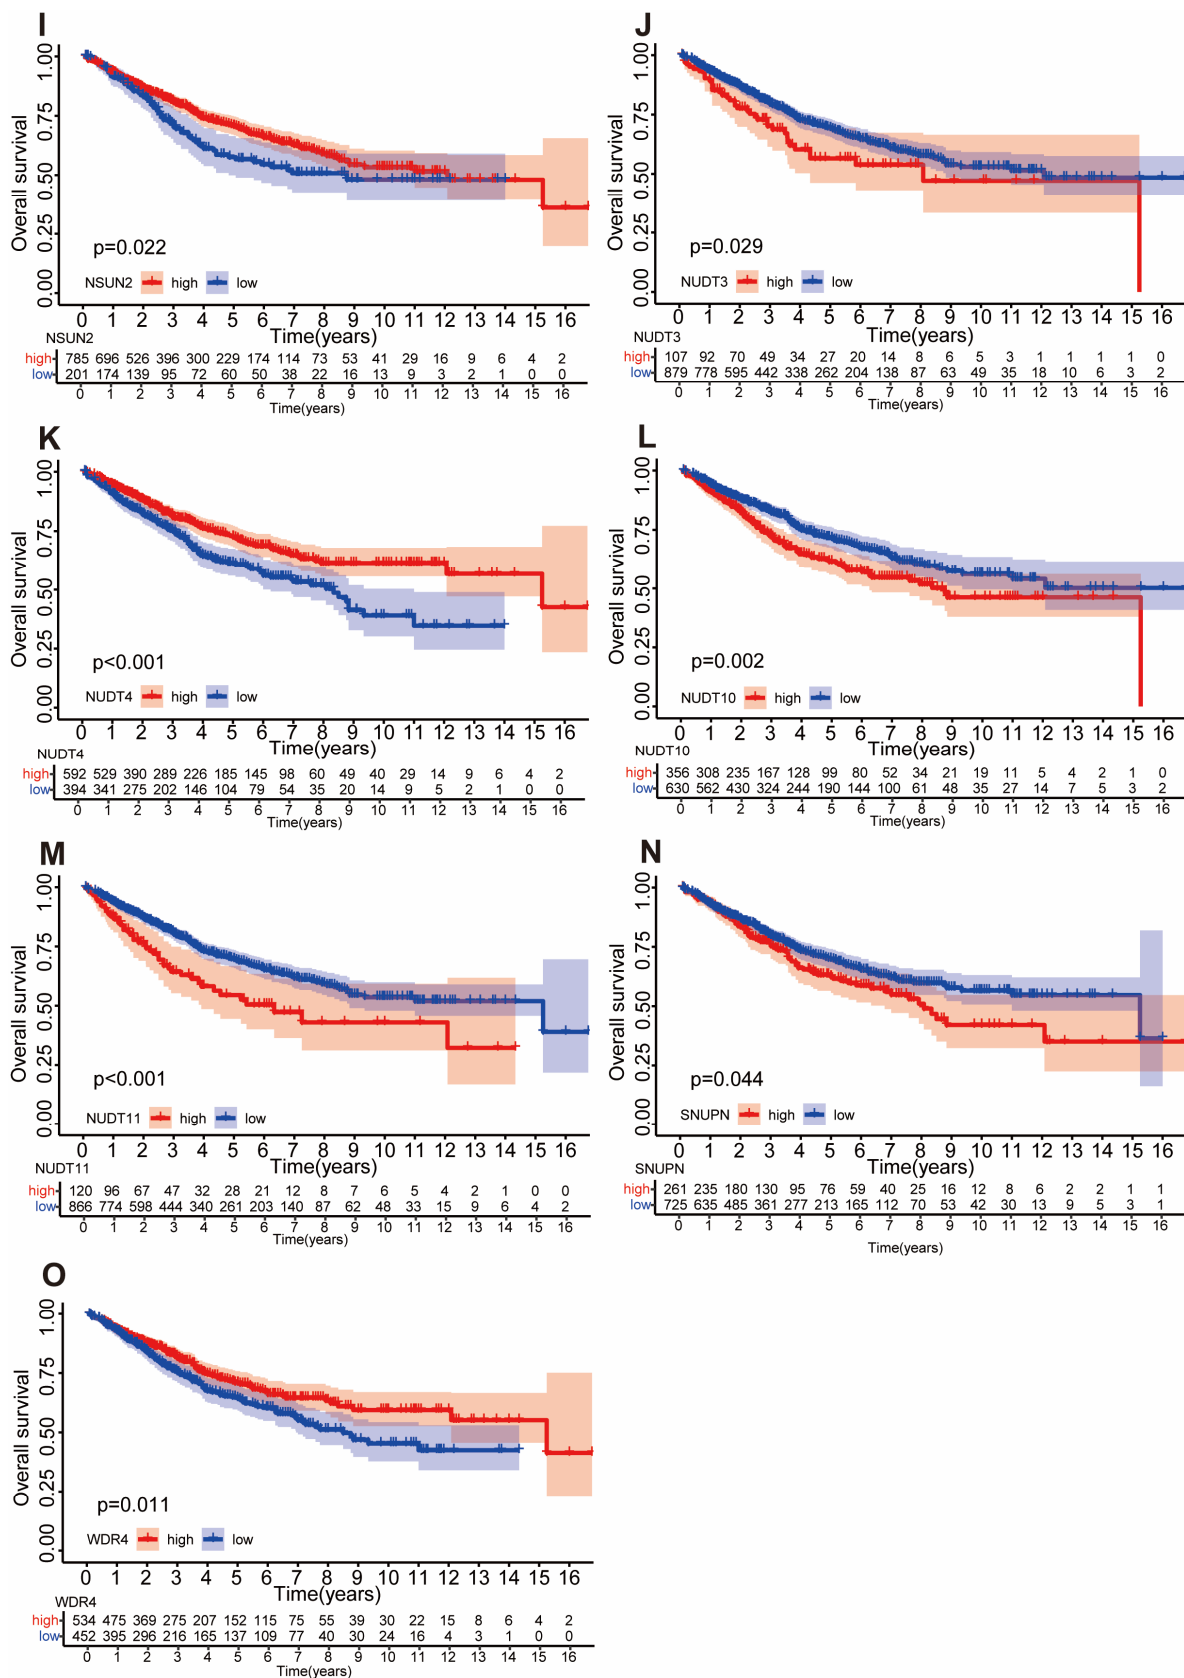 I
Overall survival
1.00
0.75
0.50
0.25
0.00
p=0.022
NSUN2 high low
0 1 2 3 4 5 6 7 8 9 10 11 12 13 14 15 16
Time(years)
NSUN2
high 785 696 526 396 300 229 174 114 73 53 41 29 16 9 6 4 2
low 201 174 139 95 72 60 50 38 22 16 13 9 3 2 1 0 0
0 1 2 3 4 5 6 7 8 9 10 11 12 13 14 15 16
Time(years)
J
Overall survival
1.00
0.75
0.50
0.25
0.00
p=0.029
NUDT3 high low
0 1 2 3 4 5 6 7 8 9 10 11 12 13 14 15 16
Time(years)
NUDT3
high 107 92 70 49 34 27 20 14 8 6 5 3 1 1 1 1 0
low 879 778 595 442 338 262 204 138 87 63 49 35 18 10 6 3 2
0 1 2 3 4 5 6 7 8 9 10 11 12 13 14 15 16
Time(years)
K
Overall survival
1.00
0.75
0.50
0.25
0.00
p<0.001
NUDT4 high low
0 1 2 3 4 5 6 7 8 9 10 11 12 13 14 15 16
Time(years)
NUDT4
high 592 529 390 289 226 185 145 98 60 49 40 29 14 9 6 4 2
low 394 341 275 202 146 104 79 54 35 20 14 9 5 2 1 0 0
0 1 2 3 4 5 6 7 8 9 10 11 12 13 14 15 16
Time(years)
L
Overall survival
1.00
0.75
0.50
0.25
0.00
p=0.002
NUDT10 high low
0 1 2 3 4 5 6 7 8 9 10 11 12 13 14 15 16
Time(years)
NUDT10
high 356 308 235 167 128 99 80 52 34 21 19 11 5 4 2 1 0
low 630 562 430 324 244 190 144 100 61 48 35 27 14 7 5 3 2
0 1 2 3 4 5 6 7 8 9 10 11 12 13 14 15 16
Time(years)
M
Overall survival
1.00
0.75
0.50
0.25
0.00
p<0.001
NUDT11 high low
0 1 2 3 4 5 6 7 8 9 10 11 12 13 14 15 16
Time(years)
NUDT11
high 120 96 67 47 32 28 21 12 8 7 6 5 4 2 1 0 0
low 866 774 598 444 340 261 203 140 87 62 48 33 15 9 6 4 2
0 1 2 3 4 5 6 7 8 9 10 11 12 13 14 15 16
Time(years)
N
Overall survival
1.00
0.75
0.50
0.25
0.00
p=0.044
SNUPN high low
0 1 2 3 4 5 6 7 8 9 10 11 12 13 14 15 16
Time(years)
SNUPN
high 261 235 180 130 95 76 59 40 25 16 12 8 6 2 2 1 1
low 725 635 485 361 277 213 165 112 70 53 42 30 13 9 5 3 1
0 1 2 3 4 5 6 7 8 9 10 11 12 13 14 15 16
Time(years)
O
Overall survival
1.00
0.75
0.50
0.25
0.00
p=0.011
WDR4 high low
0 1 2 3 4 5 6 7 8 9 10 11 12 13 14 15 16
Time(years)
WDR4
high 534 475 369 275 207 152 115 75 55 39 30 22 15 8 6 4 2
low 452 395 296 216 165 137 109 77 40 30 24 16 4 3 1 0 0
0 1 2 3 4 5 6 7 8 9 10 11 12 13 14 15 16
Time(years)